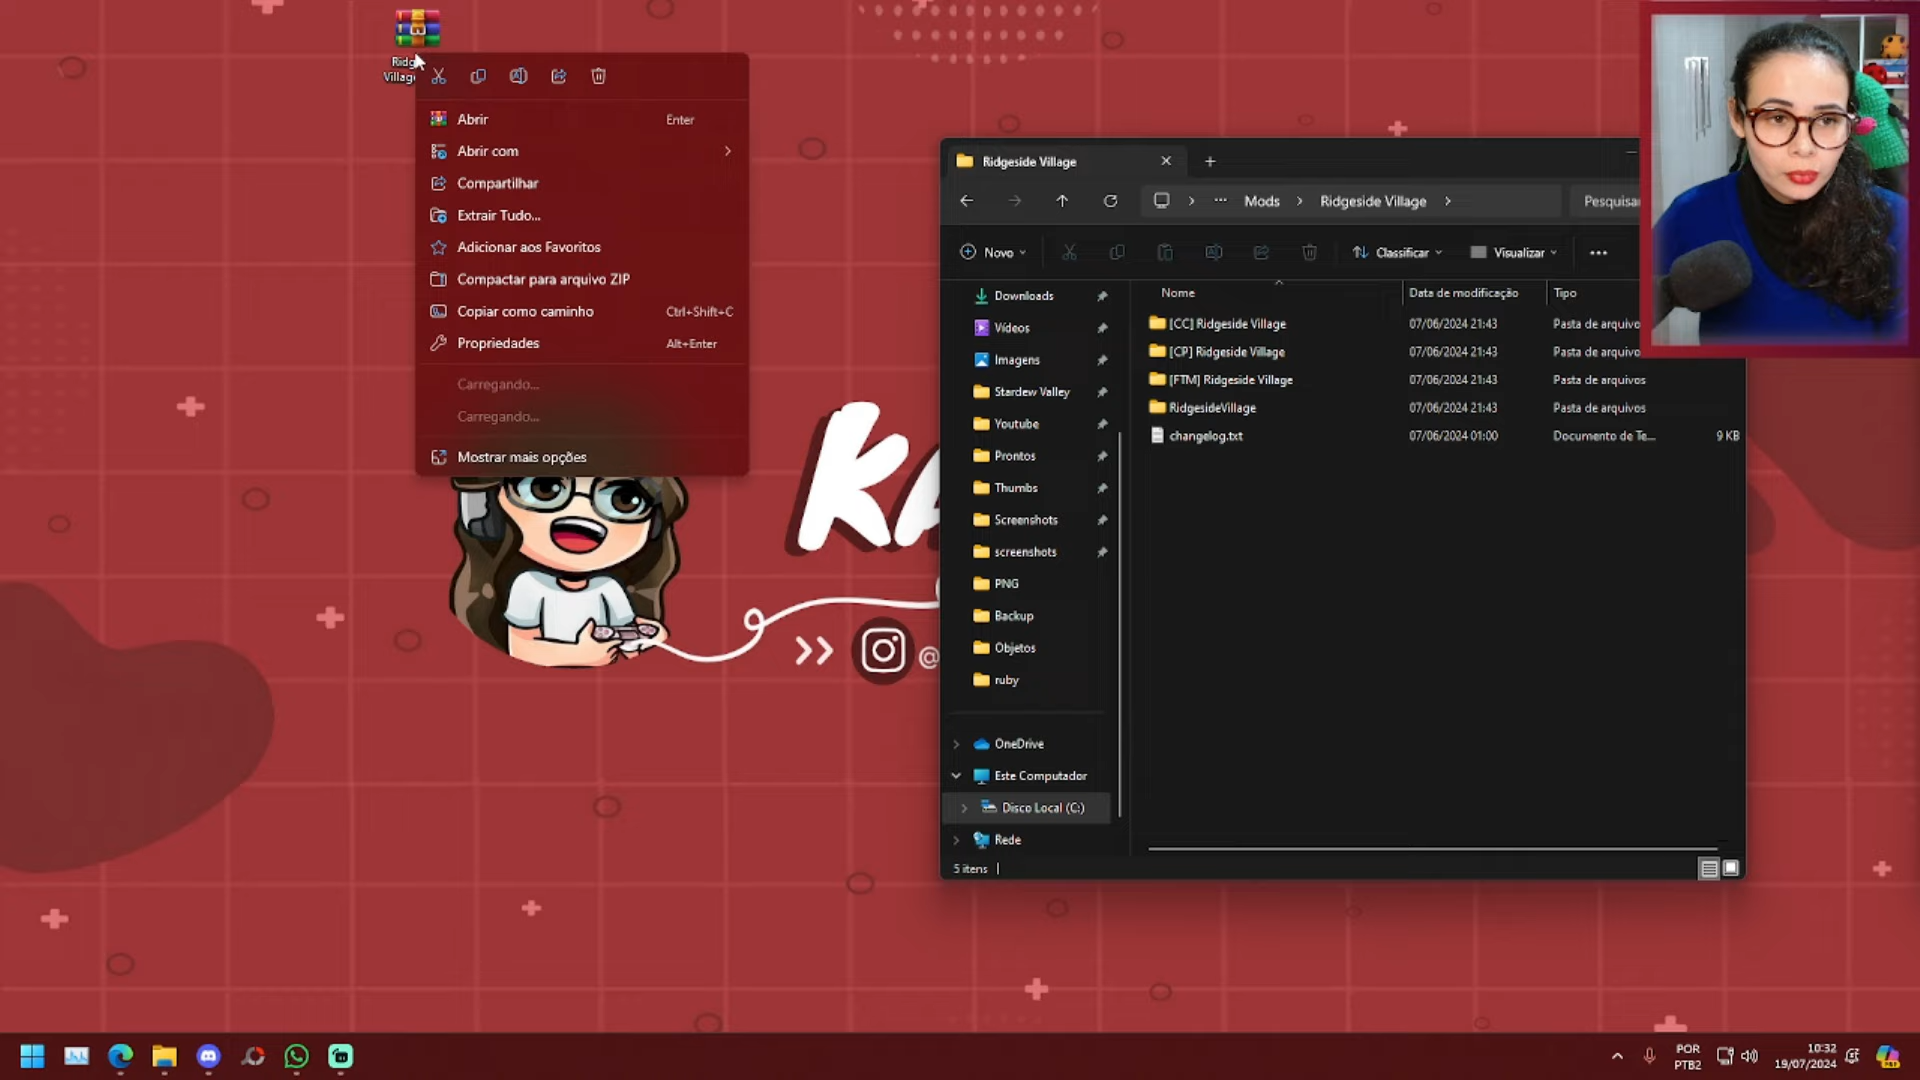 Ridg
Village
Abrir Enter
Abrir com
Compartilhar
Extrair Tudo...
Adicionar aos Favoritos
Compactar para arquivo ZIP
Copiar como caminho Ctrl+Shift+C
Propriedades Alt+Enter
Carregando...
Carregando...
Mostrar mais opções
KA
@
Ridgeside Village
Mods Ridgeside Village Pesquisar
Novo Classificar Visualizar
Nome Data de modificação Tipo
[CC] Ridgeside Village 07/06/2024 21:43 Pasta de arquivos
[CP] Ridgeside Village 07/06/2024 21:43 Pasta de arquivos
[FTM] Ridgeside Village 07/06/2024 21:43 Pasta de arquivos
RidgesideVillage 07/06/2024 21:43 Pasta de arquivos
changelog.txt 07/06/2024 01:00 Documento de Te... 9 KB
Downloads
Vídeos
Imagens
Stardew Valley
Youtube
Prontos
Thumbs
Screenshots
screenshots
PNG
Backup
Objetos
ruby
OneDrive
Este Computador
Disco Local (C:)
Rede
5 itens
POR
PTB2
10:32
19/07/2024